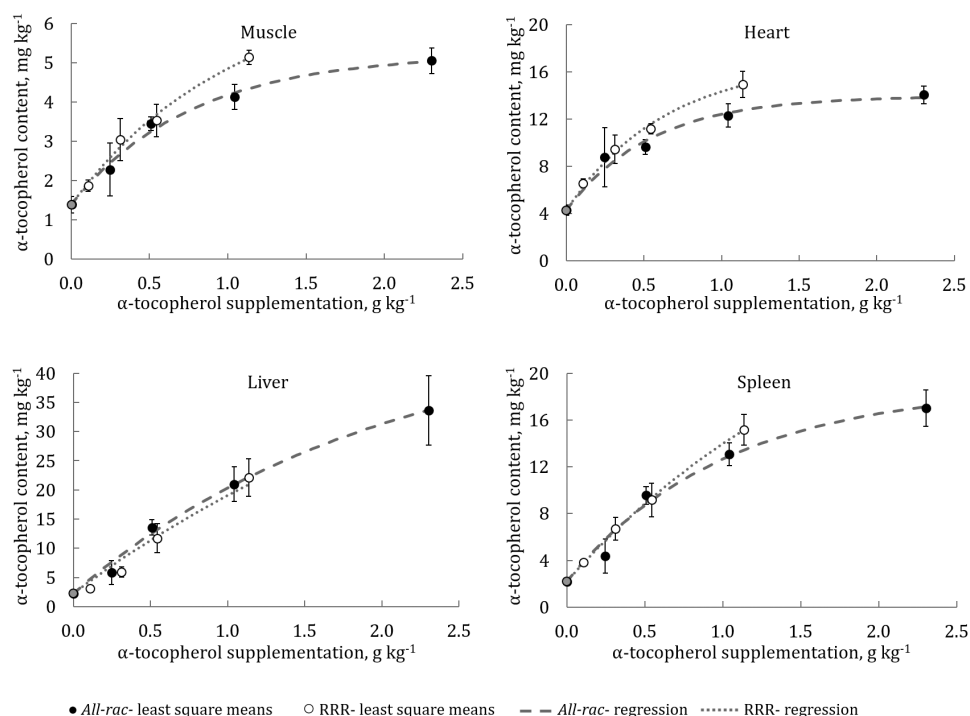 Muscle
α-tocopherol content, mg kg⁻¹
6
5
4
3
2
1
0
0.0 0.5 1.0 1.5 2.0 2.5
α-tocopherol supplementation, g kg⁻¹
Heart
α-tocopherol content, mg kg⁻¹
20
16
12
8
4
0
0.0 0.5 1.0 1.5 2.0 2.5
α-tocopherol supplementation, g kg⁻¹
Liver
α-tocopherol content, mg kg⁻¹
40
35
30
25
20
15
10
5
0
0.0 0.5 1.0 1.5 2.0 2.5
α-tocopherol supplementation, g kg⁻¹
Spleen
α-tocopherol content, mg kg⁻¹
20
16
12
8
4
0
0.0 0.5 1.0 1.5 2.0 2.5
α-tocopherol supplementation, g kg⁻¹
All-rac- least square means RRR- least square means All-rac- regression RRR- regression